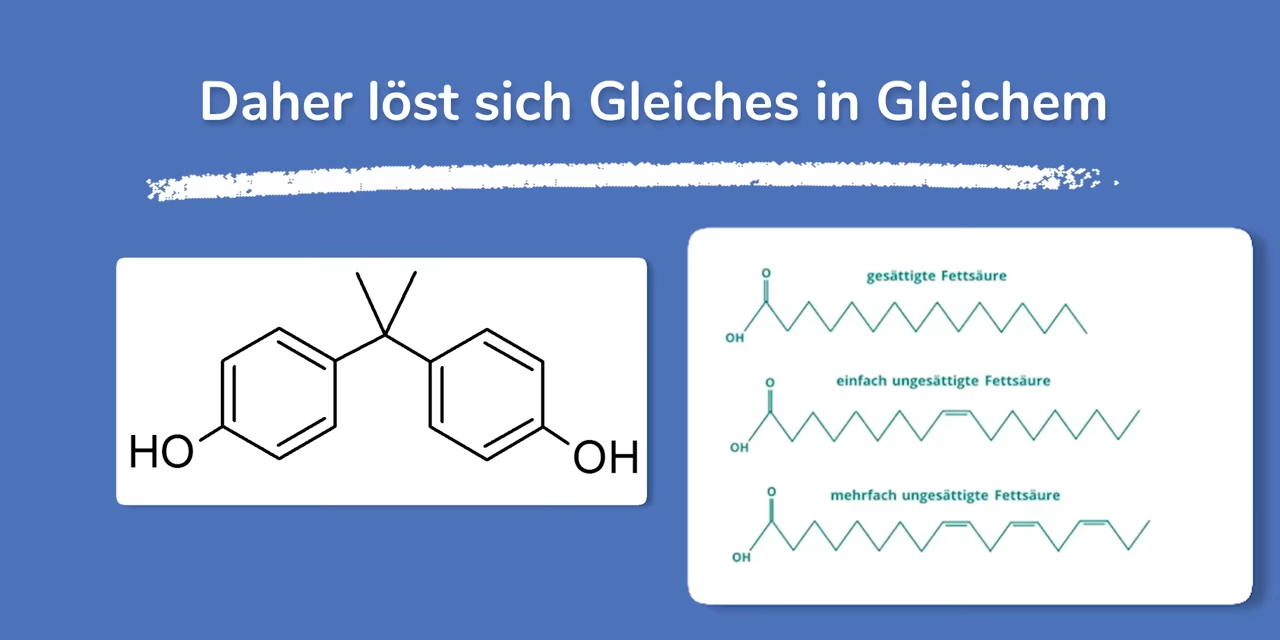 Daher löst sich Gleiches in Gleichem
HO
OH
gesättigte Fettsäure
O
OH
einfach ungesättigte Fettsäure
O
OH
mehrfach ungesättigte Fettsäure
O
OH